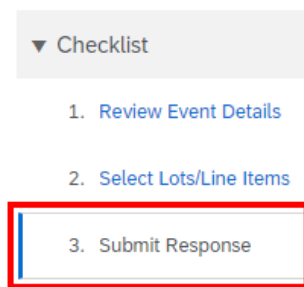 ▼ Checklist
1. Review Event Details
2. Select Lots/Line Items
3. Submit Response